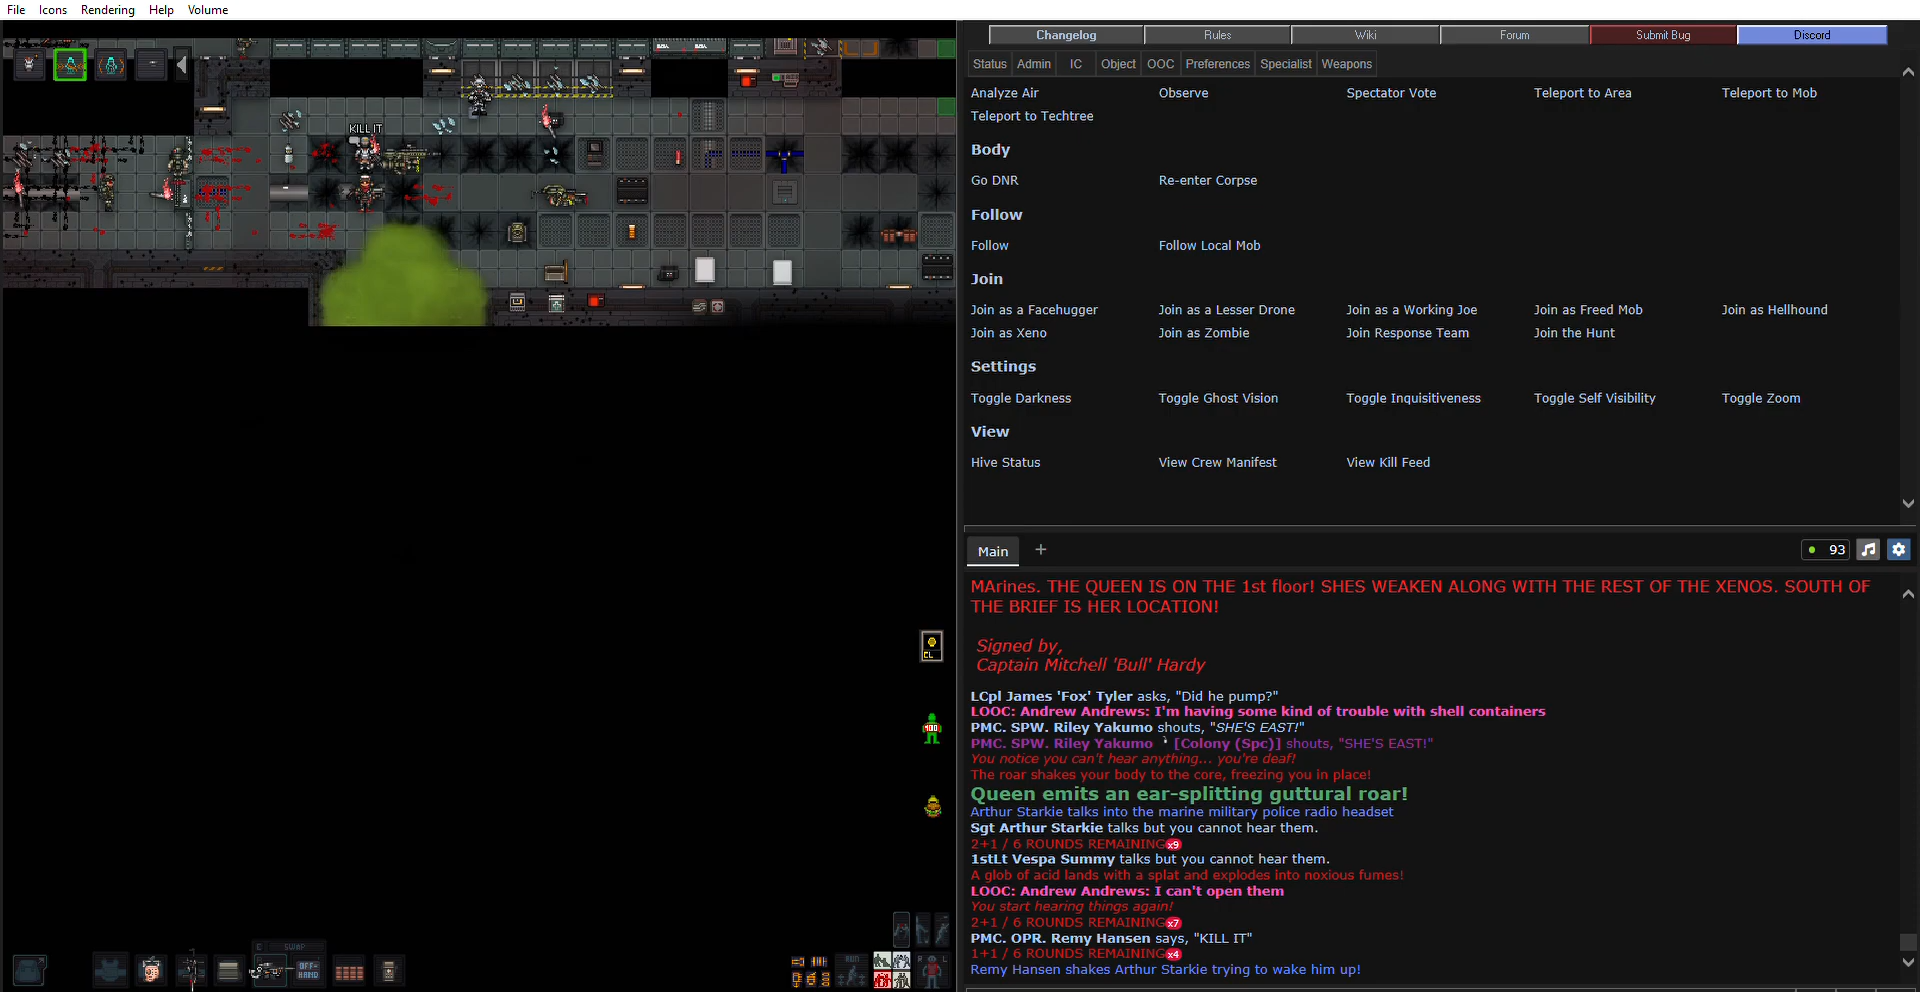 File Icons Rendering Help Volume
KILL IT
Changelog Rules Wiki Forum Submit Bug Discord
Status Admin IC Object OOC Preferences Specialist Weapons
Analyze Air Observe Spectator Vote Teleport to Area Teleport to Mob
Teleport to Techtree
Body
Go DNR Re-enter Corpse
Follow
Follow Follow Local Mob
Join
Join as a Facehugger Join as a Lesser Drone Join as a Working Joe Join as Freed Mob Join as Hellhound
Join as Xeno Join as Zombie Join Response Team Join the Hunt
Settings
Toggle Darkness Toggle Ghost Vision Toggle Inquisitiveness Toggle Self Visibility Toggle Zoom
View
Hive Status View Crew Manifest View Kill Feed
Main + 93
MArines. THE QUEEN IS ON THE 1st floor! SHES WEAKEN ALONG WITH THE REST OF THE XENOS. SOUTH OF
THE BRIEF IS HER LOCATION!
Signed by,
Captain Mitchell 'Bull' Hardy
LCpl James 'Fox' Tyler asks, "Did he pump?"
LOOC: Andrew Andrews: I'm having some kind of trouble with shell containers
PMC. SPW. Riley Yakumo shouts, "SHE'S EAST!"
PMC. SPW. Riley Yakumo [Colony (Spc)] shouts, "SHE'S EAST!"
You notice you can't hear anything... you're deaf!
The roar shakes your body to the core, freezing you in place!
Queen emits an ear-splitting guttural roar!
Arthur Starkie talks into the marine military police radio headset
Sgt Arthur Starkie talks but you cannot hear them.
2+1 / 6 ROUNDS REMAINING x9
1stLt Vespa Summy talks but you cannot hear them.
A glob of acid lands with a splat and explodes into noxious fumes!
LOOC: Andrew Andrews: I can't open them
You start hearing things again!
2+1 / 6 ROUNDS REMAINING x7
PMC. OPR. Remy Hansen says, "KILL IT"
1+1 / 6 ROUNDS REMAINING x4
Remy Hansen shakes Arthur Starkie trying to wake him up!
CL
100
SWAP
OFF-
HAND
RUN
R L